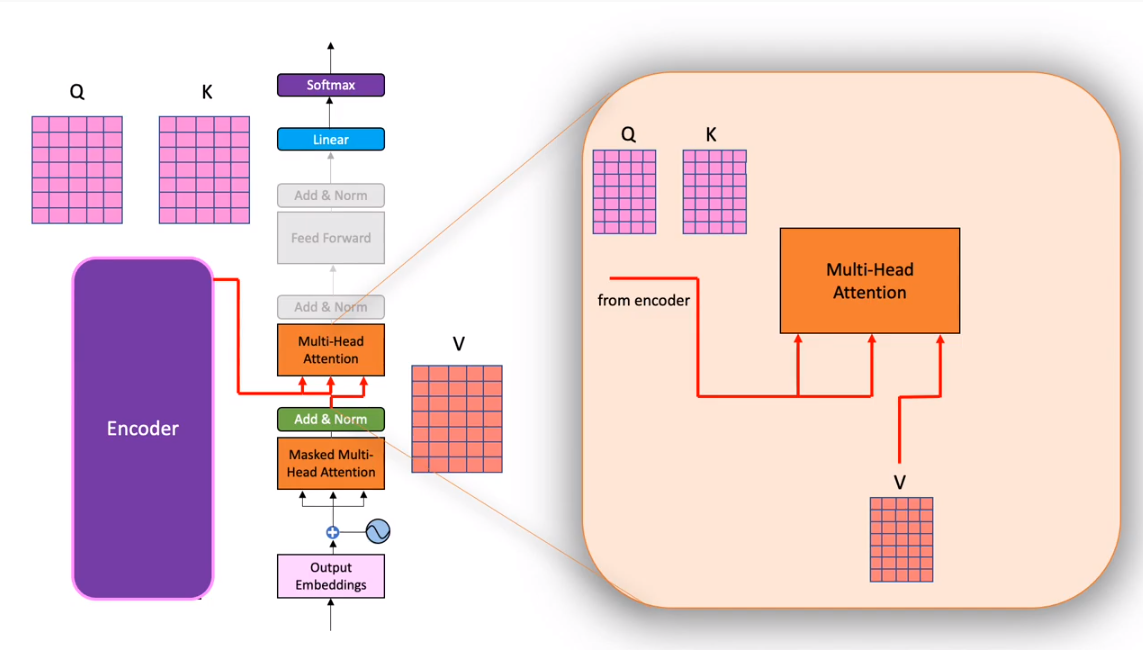 Q
K
Softmax
Linear
Add & Norm
Feed Forward
Add & Norm
Multi-Head
Attention
V
Add & Norm
Masked Multi-
Head Attention
Output
Embeddings
Encoder
Q
K
from encoder
Multi-Head
Attention
V